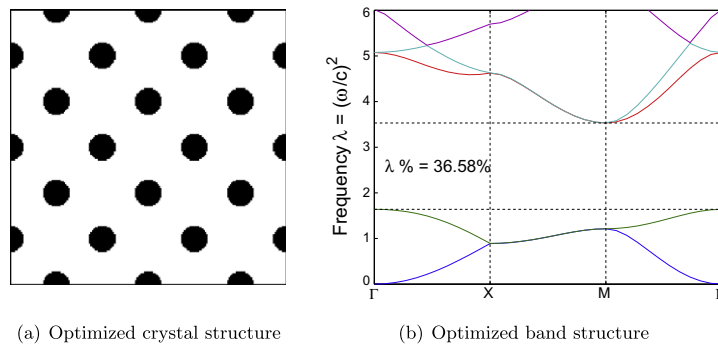 6
5
4
3
2
1
0
Frequency λ = (ω/c)²
λ % = 36.58%
Γ X M Γ
(a) Optimized crystal structure
(b) Optimized band structure